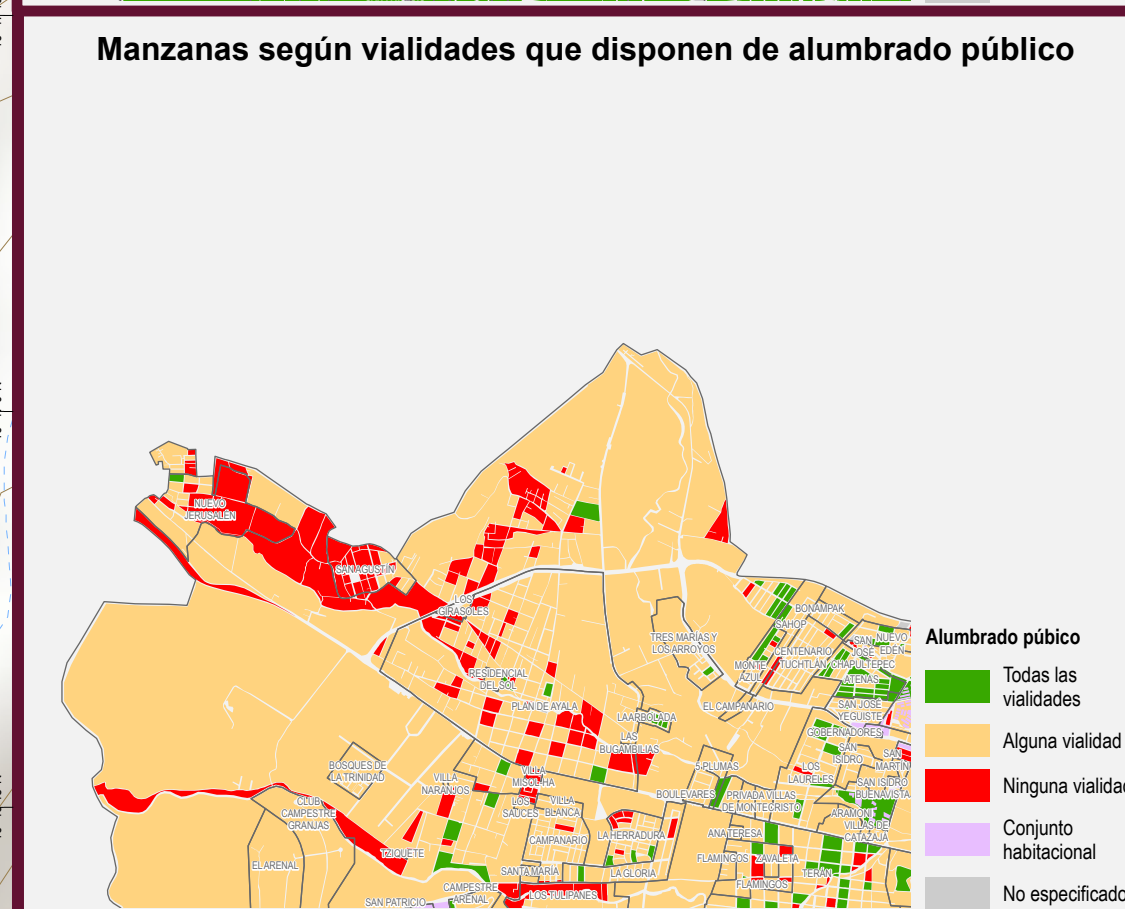 Manzanas según vialidades que disponen de alumbrado público
NUEVO
JERUSALÉN
SAN AGUSTÍN
LOS
GIRASOLES
BONAMPAK
SAHOP
TRES MARÍAS Y
LOS ARROYOS
SAN
JOSÉ
NUEVO
EDÉN
CENTENARIO
TUCHTLÁN
CHAPULTEPEC
MONTE
AZUL
ATENAS
RESIDENCIAL
DEL SOL
PLAN DE AYALA
LA ARBOLADA
EL CAMPANARIO
SAN JOSÉ
YEGUISTE
GOBERNADORES
LAS
BUGAMBILIAS
SAN
ISIDRO
SAN
MARTÍN
BOSQUES DE
LA TRINIDAD
VILLA
NARANJOS
VILLA
MISOL-HA
5 PLUMAS
LOS
LAURELES
SAN ISIDRO
BUENAVISTA
CLUB
CAMPESTRE
GRANJAS
LOS
SAUCES
VILLA
BLANCA
BOULEVARES
PRIVADA VILLAS
DE MONTECRISTO
ARAMONI
VILLAS DE
CATAZAJÁ
CAMPANARIO
LA HERRADURA
ANA TERESA
TZIQUETE
EL ARENAL
FLAMINGOS
ZAVALETA
SANTA MARÍA
LA GLORIA
TERÁN
FLAMINGOS
CAMPESTRE
ARENAL
LOS TULIPANES
SAN PATRICIO
Alumbrado púbico
Todas las
vialidades
Alguna vialidad
Ninguna vialidad
Conjunto
habitacional
No especificado